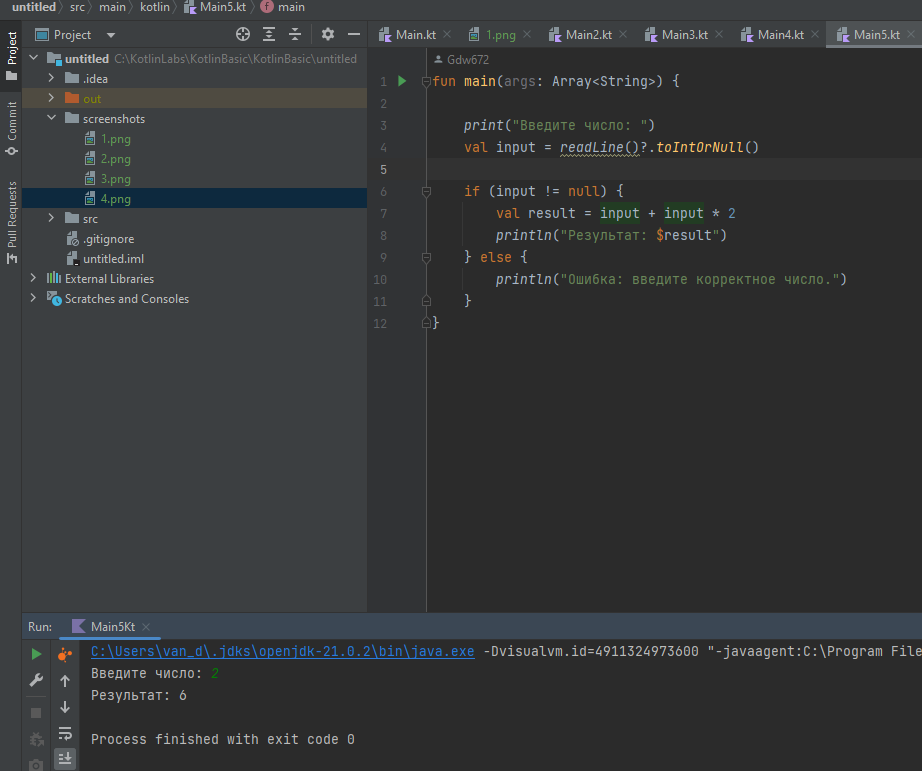 untitled src main kotlin Main5.kt main
Project
Main.kt 1.png Main2.kt Main3.kt Main4.kt Main5.kt
Project
Commit
Pull Requests
untitled C:\KotlinLabs\KotlinBasic\KotlinBasic\untitled
.idea
out
screenshots
1.png
2.png
3.png
4.png
src
.gitignore
untitled.iml
External Libraries
Scratches and Consoles
Gdw672
1 fun main(args: Array<String>) {
2
3 print("Введите число: ")
4 val input = readLine()?.toIntOrNull()
5
6 if (input != null) {
7 val result = input + input * 2
8 println("Результат: $result")
9 } else {
10 println("Ошибка: введите корректное число.")
11 }
12 }
Run: Main5Kt
C:\Users\van_d\.jdks\openjdk-21.0.2\bin\java.exe -Dvisualvm.id=4911324973600 "-javaagent:C:\Program File
Введите число: 2
Результат: 6
Process finished with exit code 0